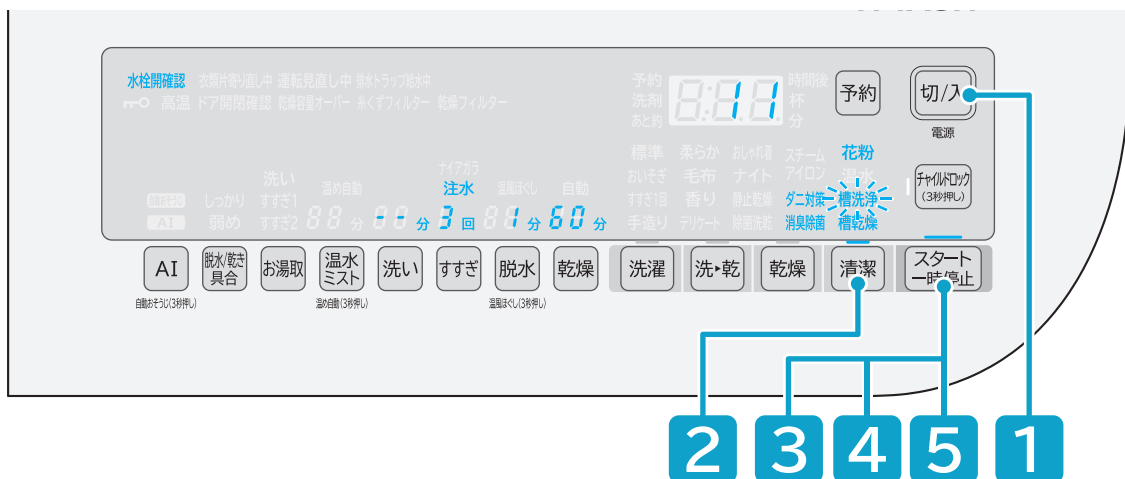 水栓開確認 衣類片寄り直し中 運転見直し中 排水トラップ給水中
高温 ドア開閉確認 乾燥容量オーバー 糸くずフィルター 乾燥フィルター
予約 時間後
洗剤 8:11 杯
あと約 分
予約
切/入
電源
標準 柔らか おしゃれ着 スチーム 花粉
おいそぎ 毛布 ナイト アイロン 温水
すすぎ1回 香り 静止乾燥 ダニ対策 槽洗浄
手造り デリケート 除菌洗乾 消臭除菌 槽乾燥
チャイルドロック
(3秒押し)
ナイアガラ
洗い 温め自動 注水 温風ほぐし 自動
しっかり すすぎ1
AI 弱め すすぎ2 88 分 -- 分 3 回 1 分 60 分
AI 脱水/乾き具合 お湯取 温水ミスト 洗い すすぎ 脱水 乾燥 洗濯 洗▸乾 乾燥 清潔 スタート一時停止
自動おそうじ(3秒押し) 温め自動(3秒押し) 温風ほぐし(3秒押し)
2 3 4 5 1